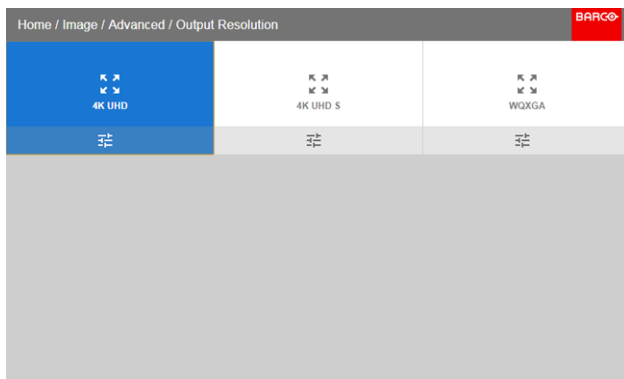 Home / Image / Advanced / Output Resolution
BARCO
4K UHD
4K UHD S
WQXGA